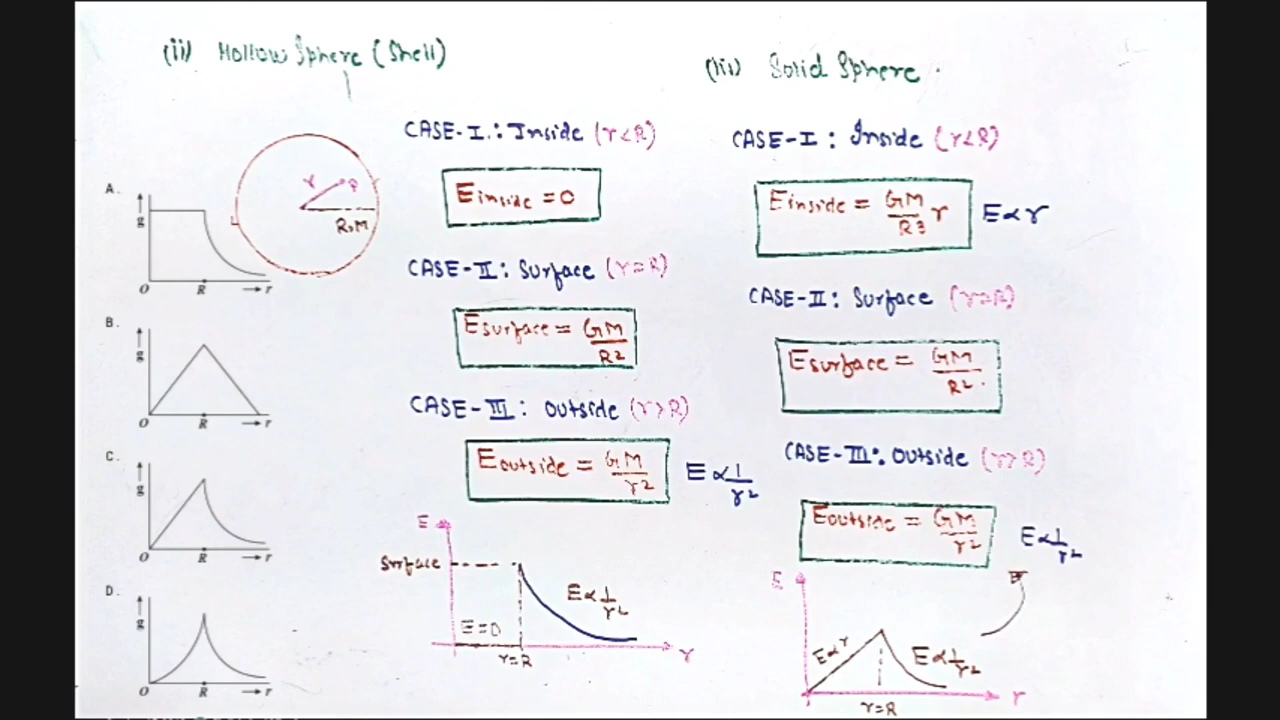 (ii) Hollow Sphere (Shell)
A.
g
O R → r
B.
g
O R → r
C.
g
O R → r
D.
g
O R → r
r P
R, M
CASE-I : Inside (r<R)
Einside = 0
CASE-II : Surface (r=R)
Esurface = GM/R²
CASE-III : Outside (r>R)
Eoutside = GM/r² E∝1/r²
E
Surface
E∝1/r²
E=0
r=R
r
(iii) Solid Sphere
CASE-I : Inside (r<R)
Einside = GM/R³ r E∝r
CASE-II : Surface (r=R)
Esurface = GM/R²
CASE-III : Outside (r>R)
Eoutside = GM/r² E∝1/r²
E
E∝r
E∝1/r²
r=R
r